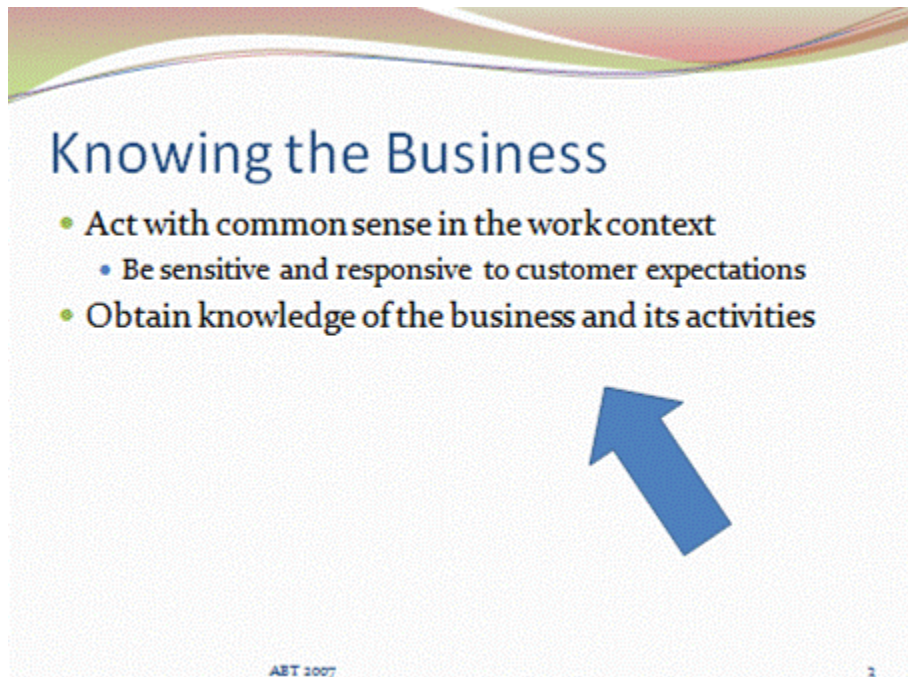 Knowing the Business
Act with common sense in the work context
Be sensitive and responsive to customer expectations
Obtain knowledge of the business and its activities
ABT 2007
2